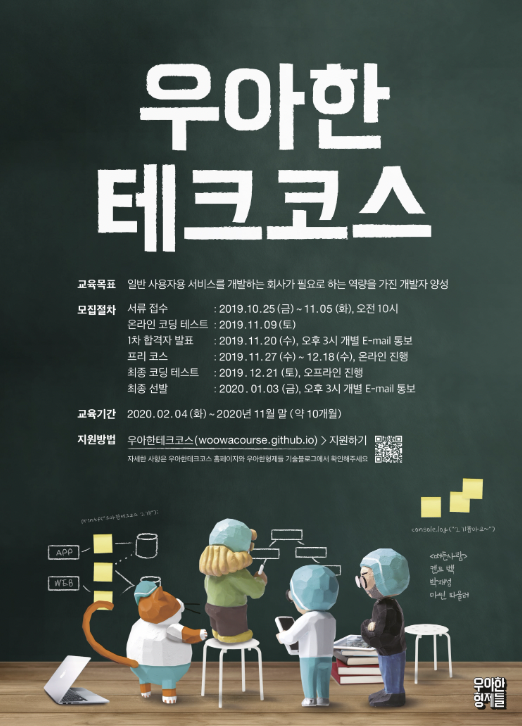 우아한
테크코스
교육목표 일반 사용자용 서비스를 개발하는 회사가 필요로 하는 역량을 가진 개발자 양성
모집절차 서류 접수 : 2019.10.25 (금) ~ 11.05 (화), 오전 10시
온라인 코딩 테스트 : 2019.11.09 (토)
1차 합격자 발표 : 2019.11.20 (수), 오후 3시 개별 E-mail 통보
프리 코스 : 2019.11.27 (수) ~ 12.18 (수), 온라인 진행
최종 코딩 테스트 : 2019.12.21 (토), 오프라인 진행
최종 선발 : 2020.01.03 (금), 오후 3시 개별 E-mail 통보
교육기간 2020.02.04 (화) ~ 2020년 11월 말 ( 약 10개월)
지원방법 우아한테크코스(woowacourse.github.io) > 지원하기
자세한 사항은 우아한테크코스 홈페이지와 우아한형제들 기술블로그에서 확인해주세요
APP
WEB
켄트 벡
박재성
마틴 파울러
우아한
형제들